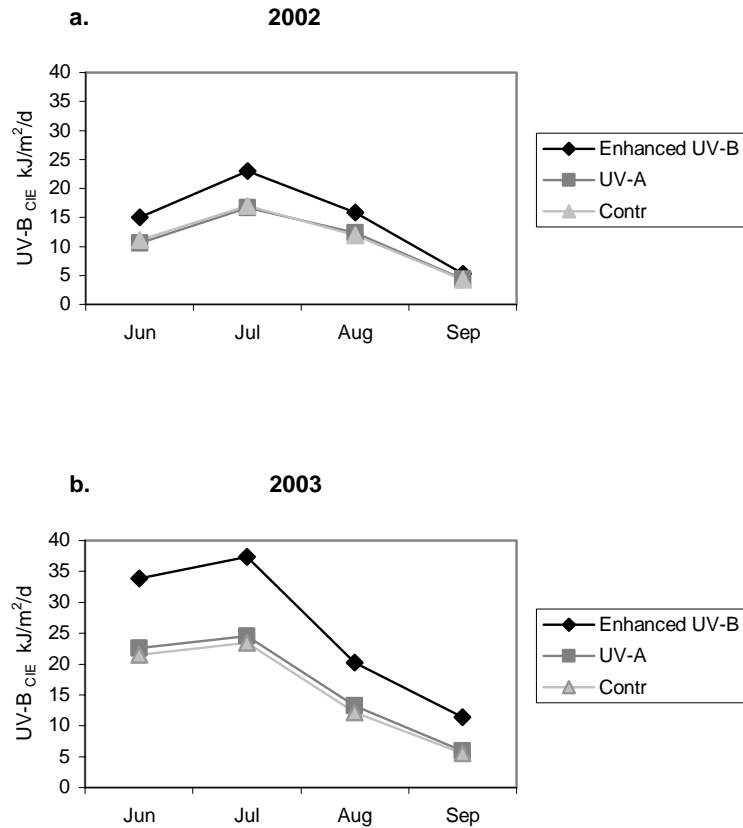 a. 2002
40
35
30
25
20
15
10
5
0
UV-B CIE kJ/m²/d
Jun Jul Aug Sep
Enhanced UV-B
UV-A
Contr
b. 2003
40
35
30
25
20
15
10
5
0
UV-B CIE kJ/m²/d
Jun Jul Aug Sep
Enhanced UV-B
UV-A
Contr